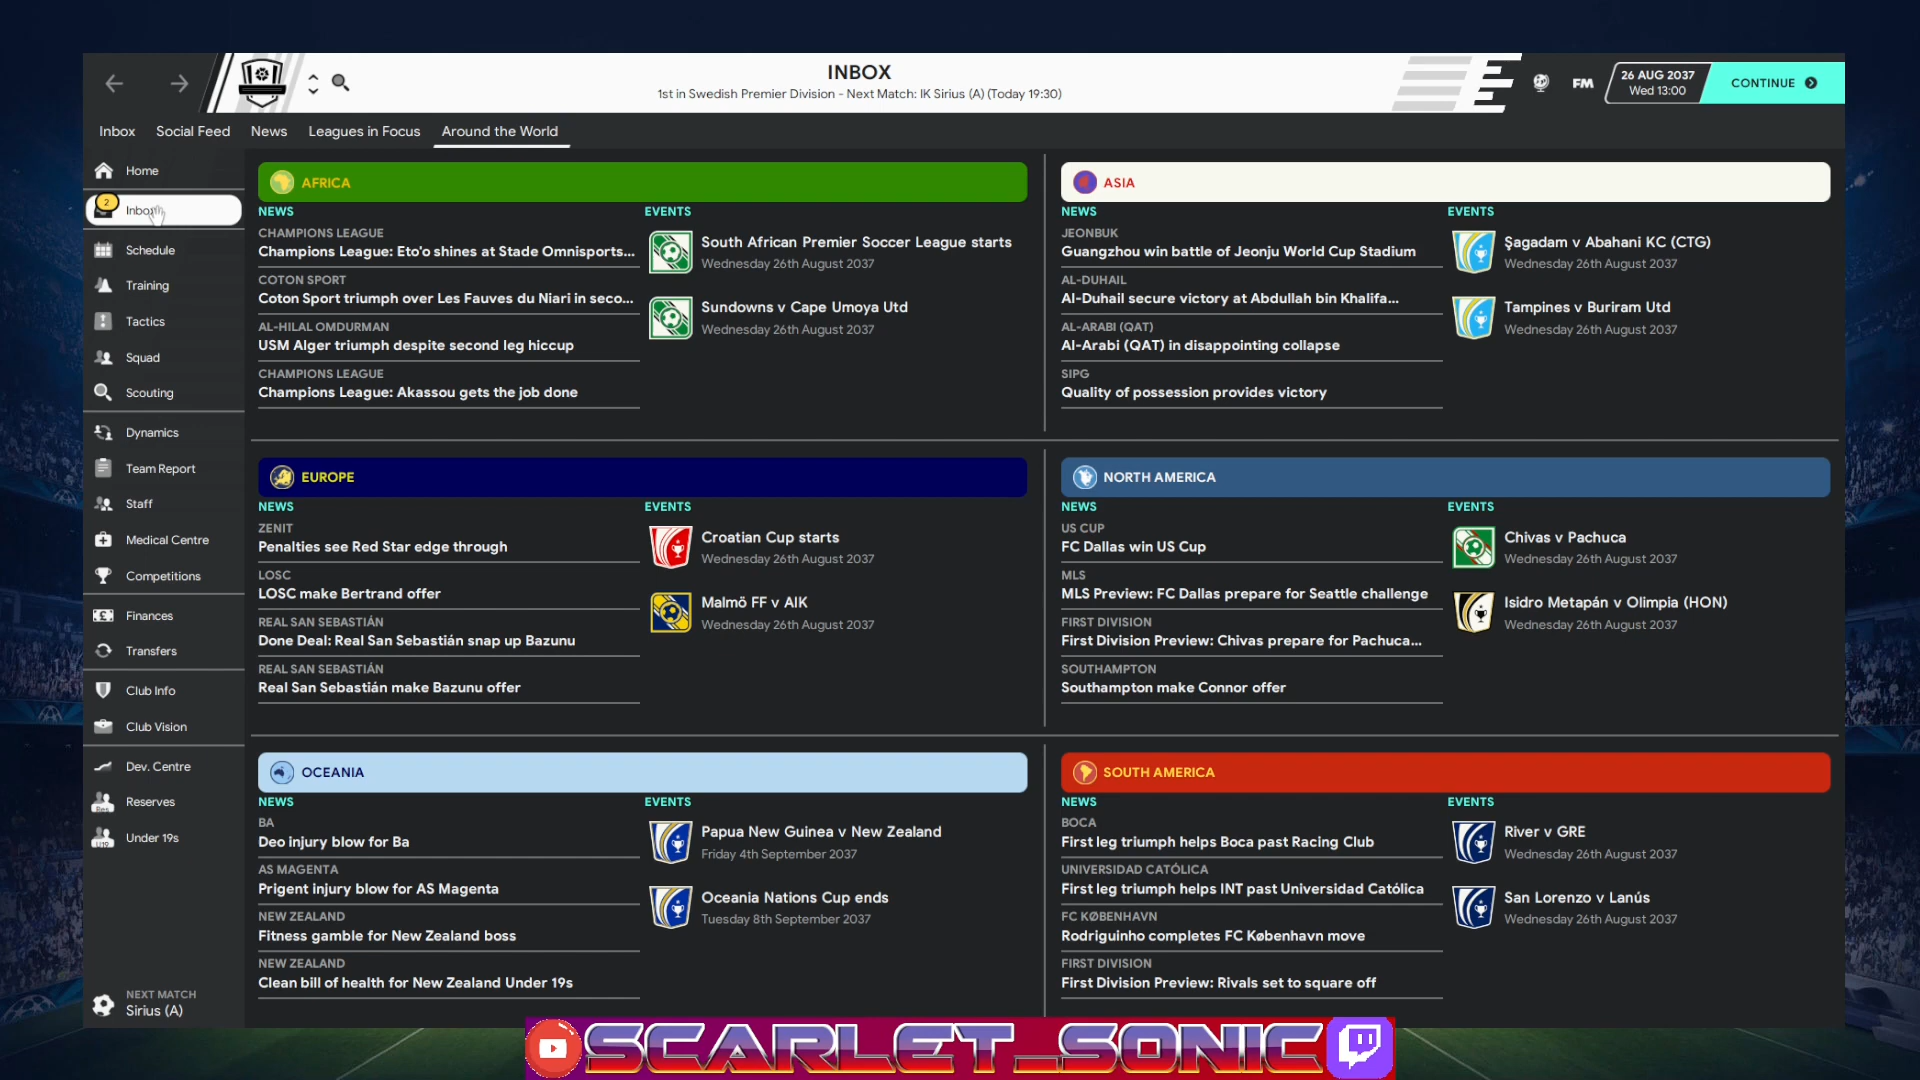 INBOX
1st in Swedish Premier Division - Next Match: IK Sirius (A) (Today 19:30)
FM
26 AUG 2037
Wed 13:00
CONTINUE
Inbox
Social Feed
News
Leagues in Focus
Around the World
Home
2
Inbox
Schedule
Training
Tactics
Squad
Scouting
Dynamics
Team Report
Staff
Medical Centre
Competitions
Finances
Transfers
Club Info
Club Vision
Dev. Centre
Reserves
Under 19s
NEXT MATCH
Sirius (A)
AFRICA
NEWS
CHAMPIONS LEAGUE
Champions League: Eto'o shines at Stade Omnisports...
COTON SPORT
Coton Sport triumph over Les Fauves du Niari in seco...
AL-HILAL OMDURMAN
USM Alger triumph despite second leg hiccup
CHAMPIONS LEAGUE
Champions League: Akassou gets the job done
EVENTS
South African Premier Soccer League starts
Wednesday 26th August 2037
Sundowns v Cape Umoya Utd
Wednesday 26th August 2037
ASIA
NEWS
JEONBUK
Guangzhou win battle of Jeonju World Cup Stadium
AL-DUHAIL
Al-Duhail secure victory at Abdullah bin Khalifa...
AL-ARABI (QAT)
Al-Arabi (QAT) in disappointing collapse
SIPG
Quality of possession provides victory
EVENTS
Şagadam v Abahani KC (CTG)
Wednesday 26th August 2037
Tampines v Buriram Utd
Wednesday 26th August 2037
EUROPE
NEWS
ZENIT
Penalties see Red Star edge through
LOSC
LOSC make Bertrand offer
REAL SAN SEBASTIÁN
Done Deal: Real San Sebastián snap up Bazunu
REAL SAN SEBASTIÁN
Real San Sebastián make Bazunu offer
EVENTS
Croatian Cup starts
Wednesday 26th August 2037
Malmö FF v AIK
Wednesday 26th August 2037
NORTH AMERICA
NEWS
US CUP
FC Dallas win US Cup
MLS
MLS Preview: FC Dallas prepare for Seattle challenge
FIRST DIVISION
First Division Preview: Chivas prepare for Pachuca...
SOUTHAMPTON
Southampton make Connor offer
EVENTS
Chivas v Pachuca
Wednesday 26th August 2037
Isidro Metapán v Olimpia (HON)
Wednesday 26th August 2037
OCEANIA
NEWS
BA
Deo injury blow for Ba
AS MAGENTA
Prigent injury blow for AS Magenta
NEW ZEALAND
Fitness gamble for New Zealand boss
NEW ZEALAND
Clean bill of health for New Zealand Under 19s
EVENTS
Papua New Guinea v New Zealand
Friday 4th September 2037
Oceania Nations Cup ends
Tuesday 8th September 2037
SOUTH AMERICA
NEWS
BOCA
First leg triumph helps Boca past Racing Club
UNIVERSIDAD CATÓLICA
First leg triumph helps INT past Universidad Católica
FC KØBENHAVN
Rodriguinho completes FC København move
FIRST DIVISION
First Division Preview: Rivals set to square off
EVENTS
River v GRE
Wednesday 26th August 2037
San Lorenzo v Lanús
Wednesday 26th August 2037
SCARLET_SONIC